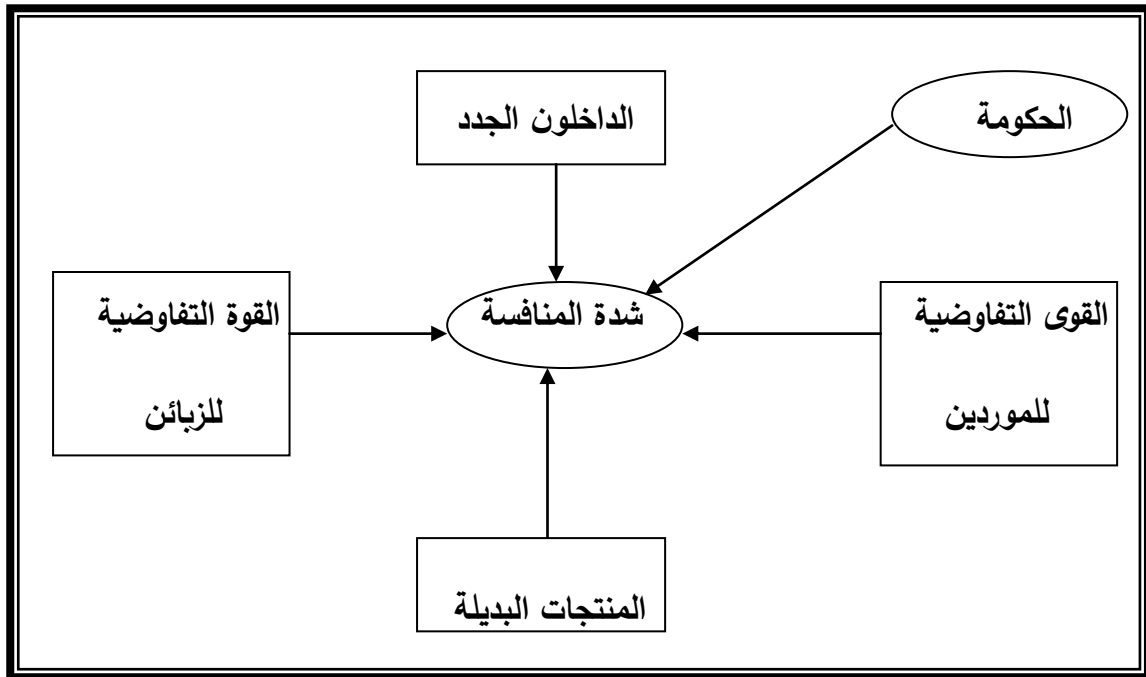 الحكومة
الداخلون الجدد
القوى التفاوضية
للموردين
شدة المنافسة
القوة التفاوضية
للزبائن
المنتجات البديلة